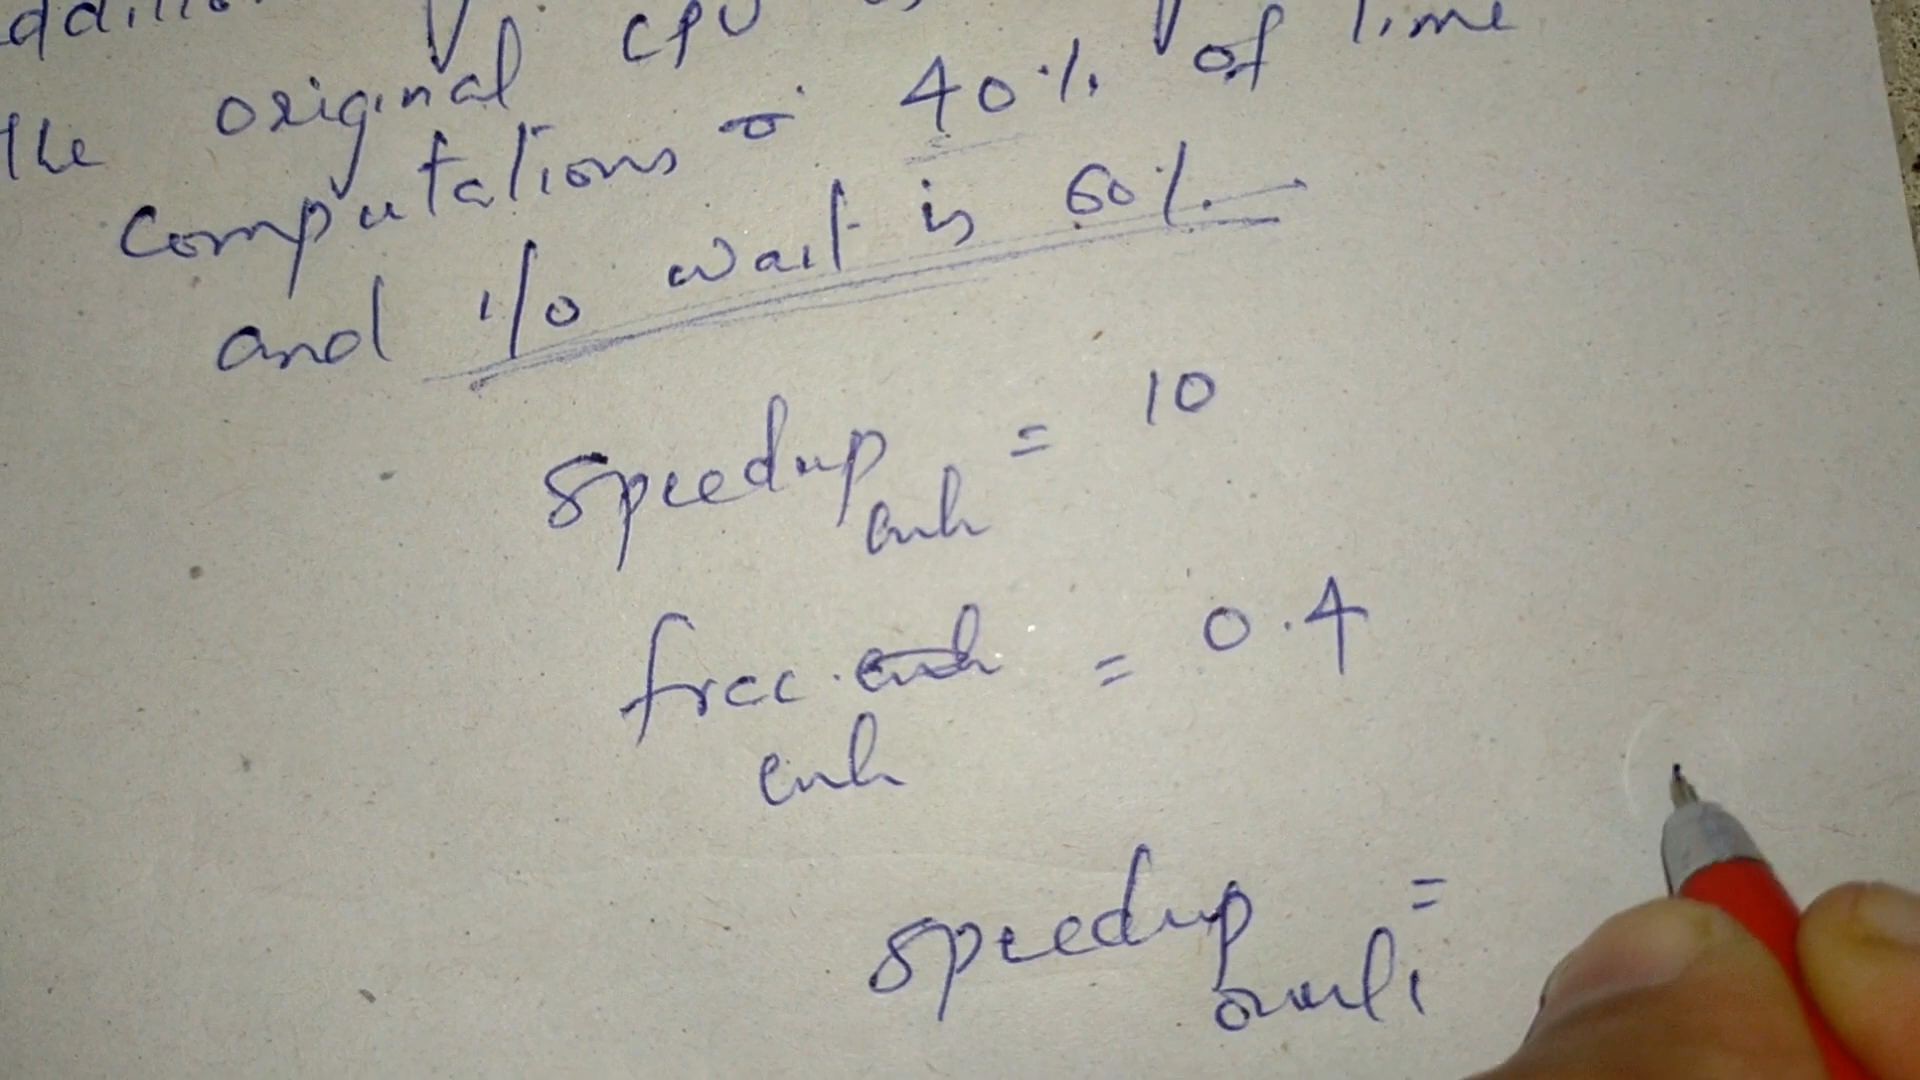 the original CPU
computations 40% of time
and I/O wait is 60%.
speedup enh = 10
frac. enh = 0.4
enh
speedup =